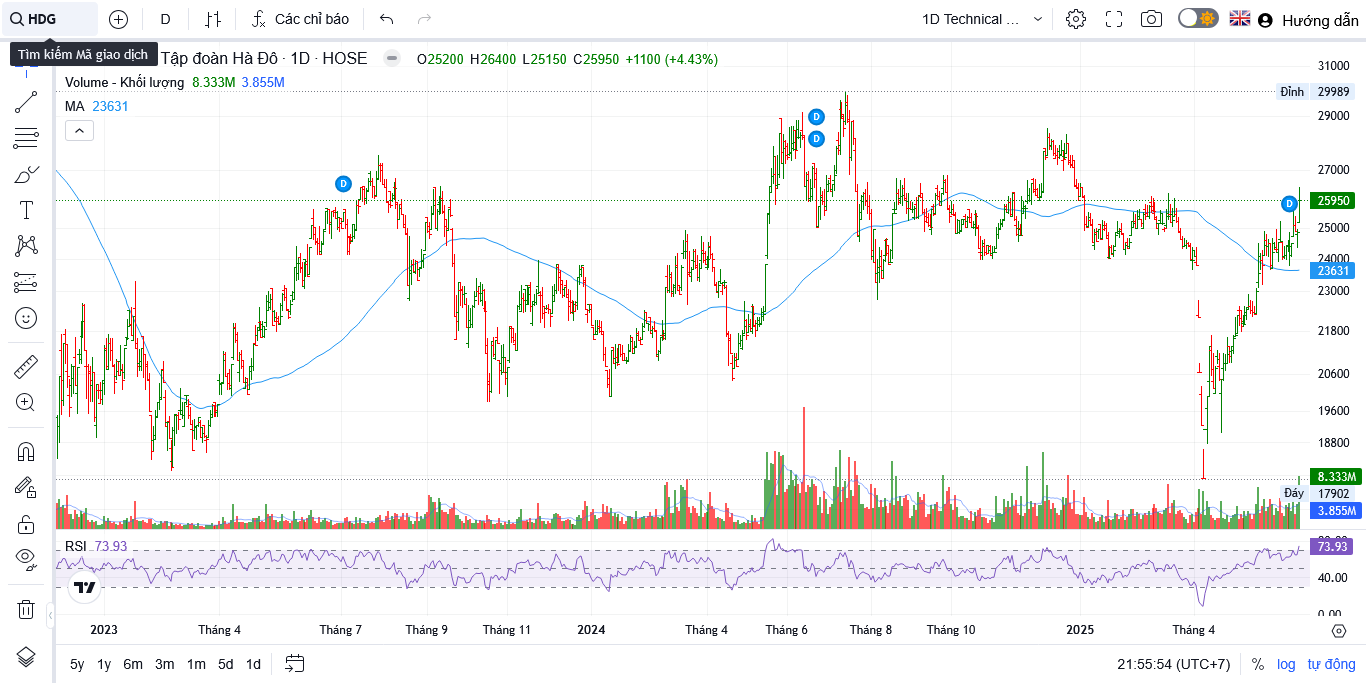 HDG D Các chỉ báo 1D Technical ... Hướng dẫn
Tìm kiếm Mã giao dịch
Tập đoàn Hà Đô · 1D · HOSE O25200 H26400 L25150 C25950 +1100 (+4.43%)
Volume - Khối lượng 8.333M 3.855M
MA 23631
31000
Đỉnh 29989
29000
D
D
27000
D
25950
D
25000
24000
23631
23000
21800
20600
19600
18800
8.333M
Đáy 17902
3.855M
RSI 73.93
73.93
40.00
0.00
2023 Tháng 4 Tháng 7 Tháng 9 Tháng 11 2024 Tháng 4 Tháng 6 Tháng 8 Tháng 10 2025 Tháng 4
5y 1y 6m 3m 1m 5d 1d 21:55:54 (UTC+7) % log tự động